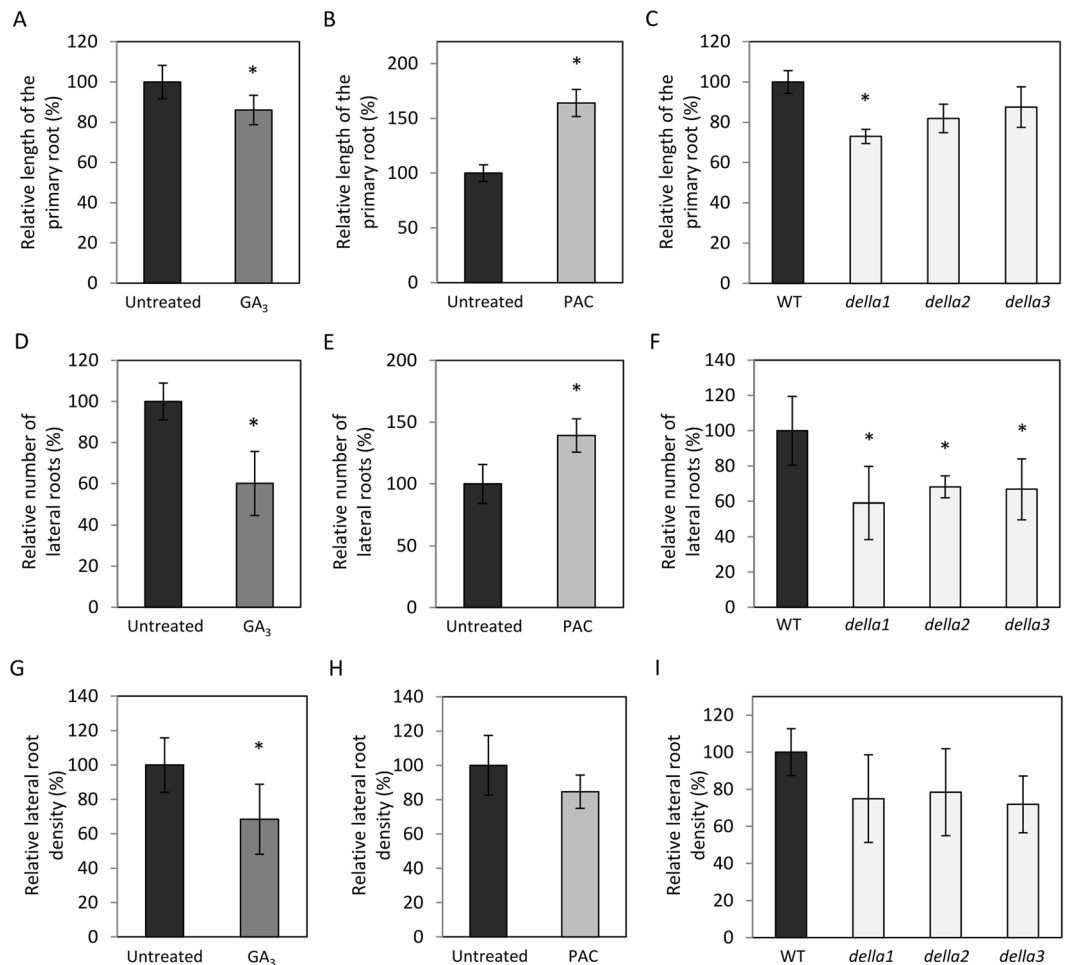 A
Relative length of the
primary root (%)
120
100
80
60
40
20
0
*
Untreated
GA₃
B
Relative length of the
primary root (%)
200
150
100
50
0
*
Untreated
PAC
C
Relative length of the
primary root (%)
120
100
80
60
40
20
0
*
WT
della1
della2
della3
D
Relative number of
lateral roots (%)
120
100
80
60
40
20
0
*
Untreated
GA₃
E
Relative number of
lateral roots (%)
200
150
100
50
0
*
Untreated
PAC
F
Relative number of
lateral roots (%)
140
120
100
80
60
40
20
0
*
*
*
WT
della1
della2
della3
G
Relative lateral root
density (%)
140
120
100
80
60
40
20
0
*
Untreated
GA₃
H
Relative lateral root
density (%)
140
120
100
80
60
40
20
0
Untreated
PAC
I
Relative lateral root
density (%)
120
100
80
60
40
20
0
WT
della1
della2
della3